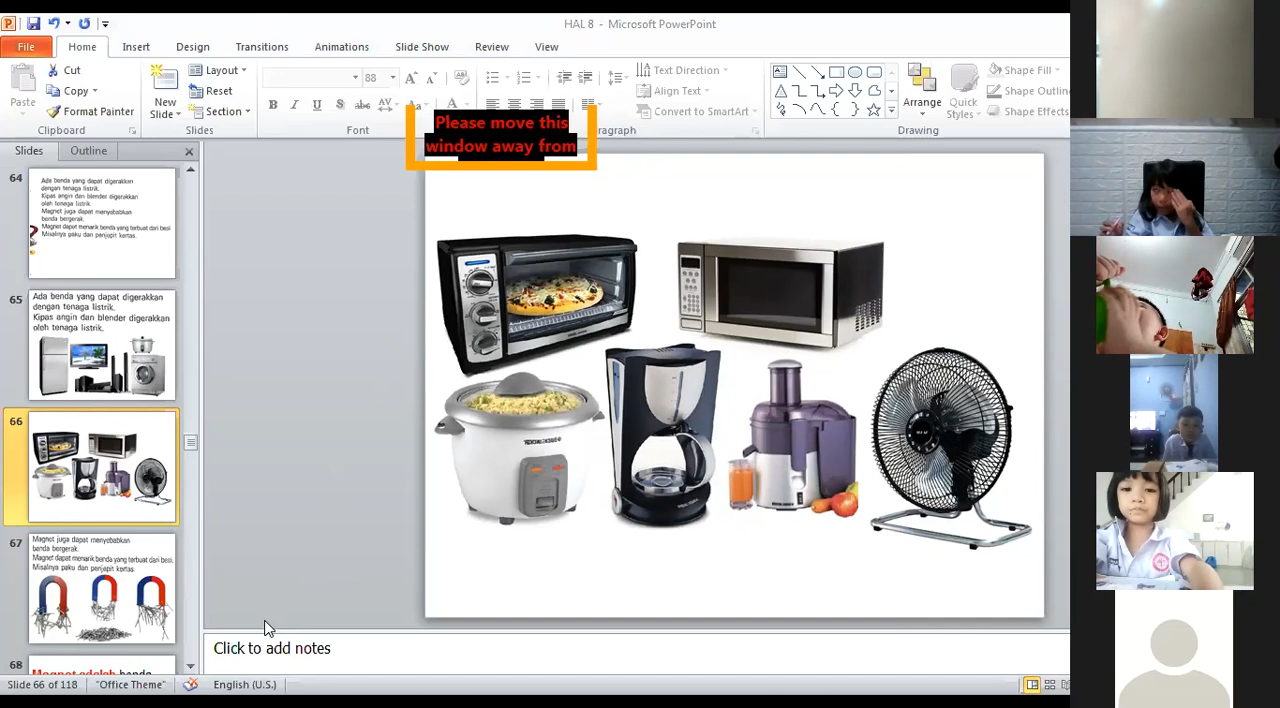 HAL 8 - Microsoft PowerPoint
File
Home
Insert
Design
Transitions
Animations
Slide Show
Review
View
Paste
Cut
Copy
Format Painter
Clipboard
New
Slide
Layout
Reset
Section
Slides
88
Font
Text Direction
Align Text
Convert to SmartArt
ragraph
Arrange
Quick
Styles
Shape Fill
Shape Outline
Shape Effects
Drawing
Please move this
window away from
Slides
Outline
64
Ada benda yang dapat digerakkan
dengan tenaga listrik.
Kipas angin dan blender digerakkan
oleh tenaga listrik.
Magnet juga dapat menyebabkan
benda bergerak.
Magnet dapat menarik benda yang terbuat dari besi
Misalnya paku dan penjepit kertas.
65
Ada benda yang dapat digerakkan
dengan tenaga listrik.
Kipas angin dan blender digerakkan
oleh tenaga listrik.
66
67
Magnet juga dapat menyebabkan
benda bergerak.
Magnet dapat menarik benda yang terbuat dari besi.
Misalnya paku dan penjepit kertas.
68
Magnet adalah benda
Click to add notes
Slide 66 of 118
"Office Theme"
English (U.S.)